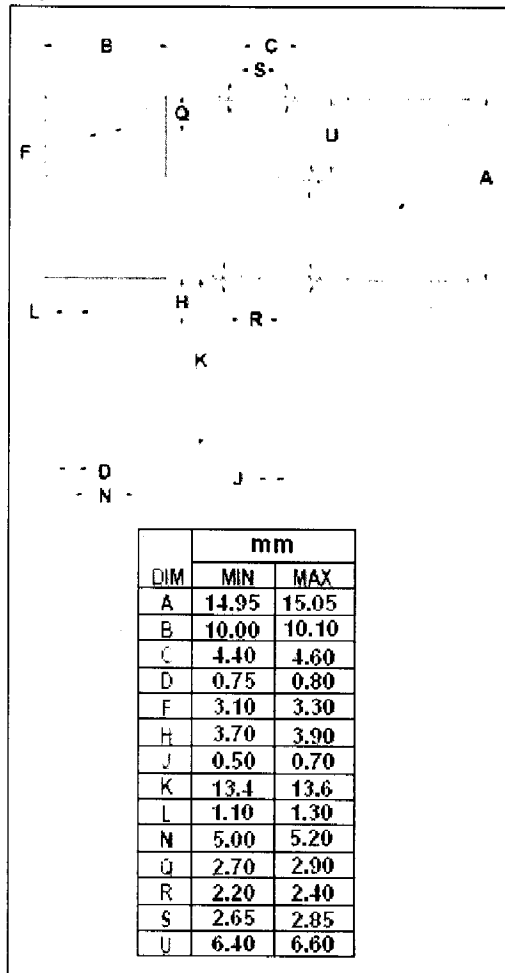 B C
S
Q
F U A
H
L R
K
D J
N
mm
DIM MIN MAX
A 14.95 15.05
B 10.00 10.10
C 4.40 4.60
D 0.75 0.80
F 3.10 3.30
H 3.70 3.90
J 0.50 0.70
K 13.4 13.6
L 1.10 1.30
N 5.00 5.20
Q 2.70 2.90
R 2.20 2.40
S 2.65 2.85
U 6.40 6.60